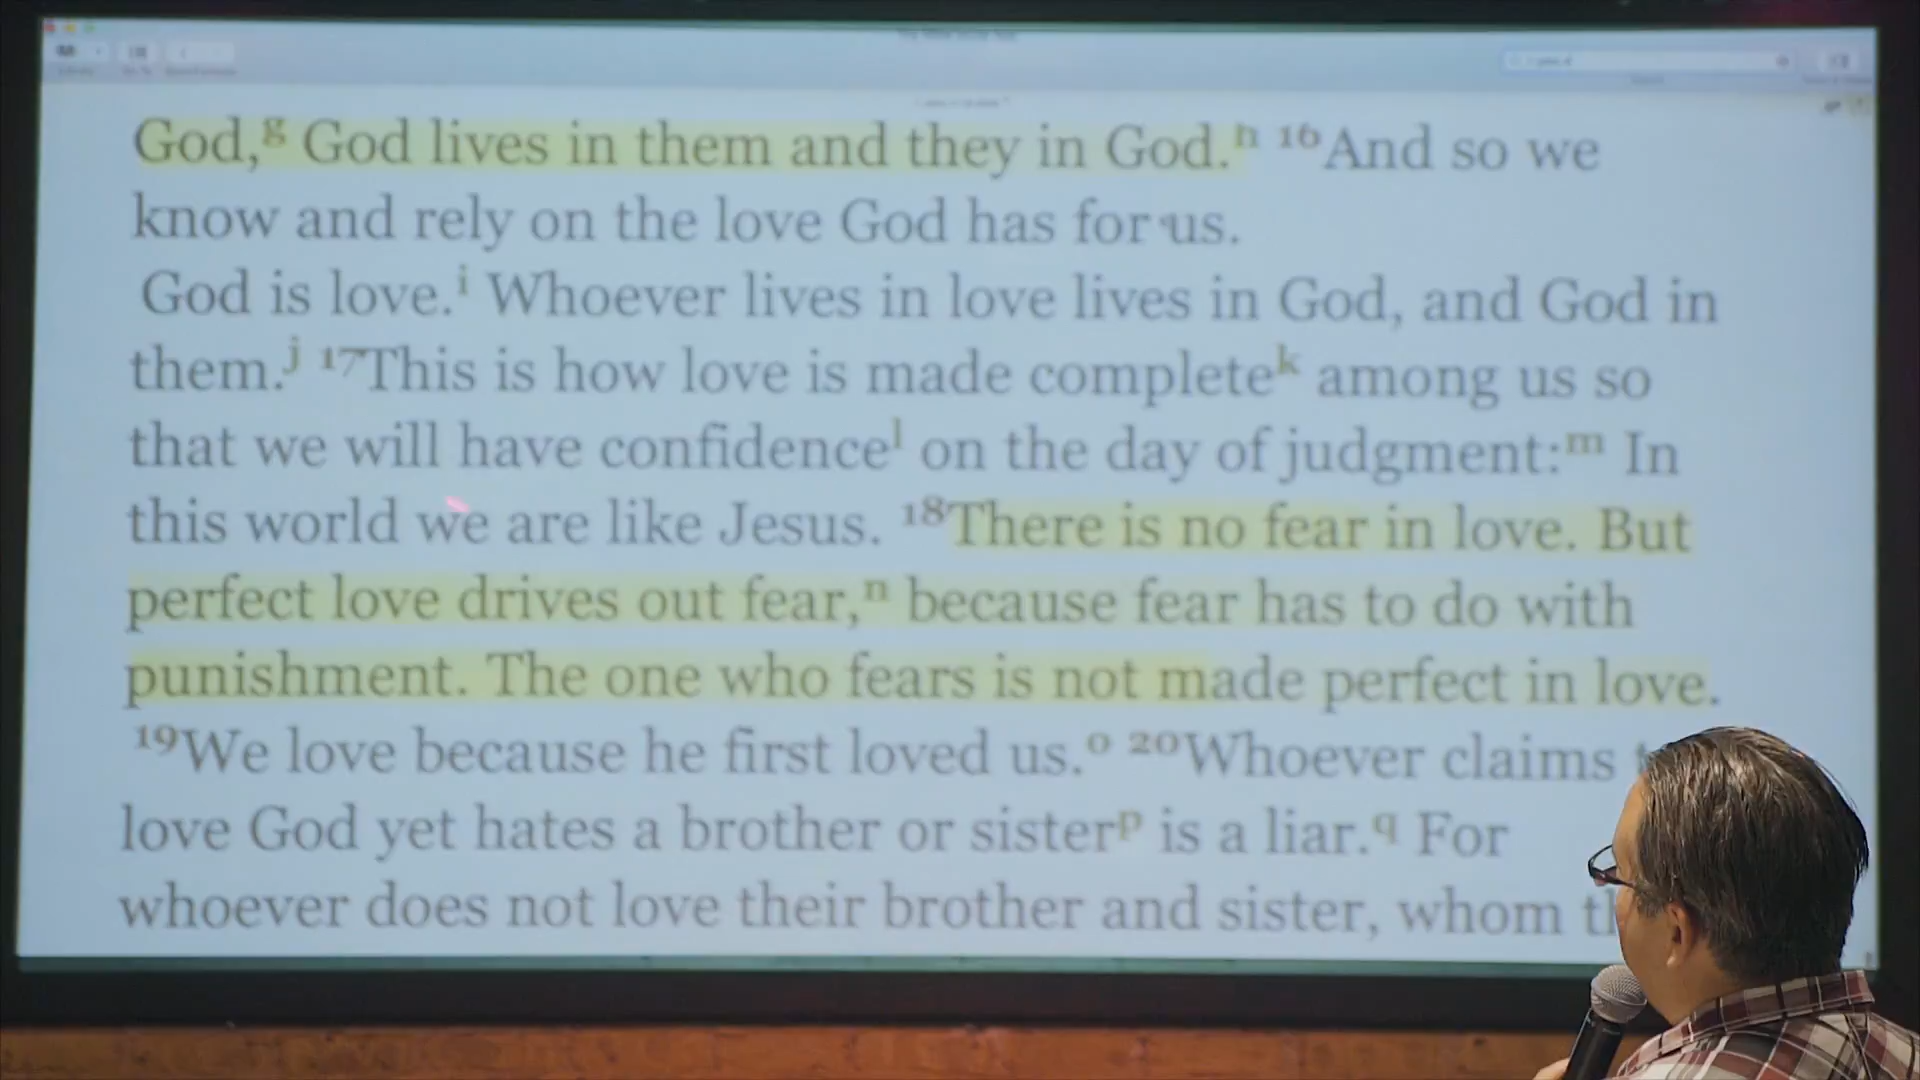 God,g God lives in them and they in God.h 16And so we
know and rely on the love God has for us.
God is love.i Whoever lives in love lives in God, and God in
them.j 17This is how love is made completek among us so
that we will have confidencel on the day of judgment:m In
this world we are like Jesus. 18There is no fear in love. But
perfect love drives out fear,n because fear has to do with
punishment. The one who fears is not made perfect in love.
19We love because he first loved us.o 20Whoever claims
love God yet hates a brother or sisterp is a liar.q For
whoever does not love their brother and sister, whom